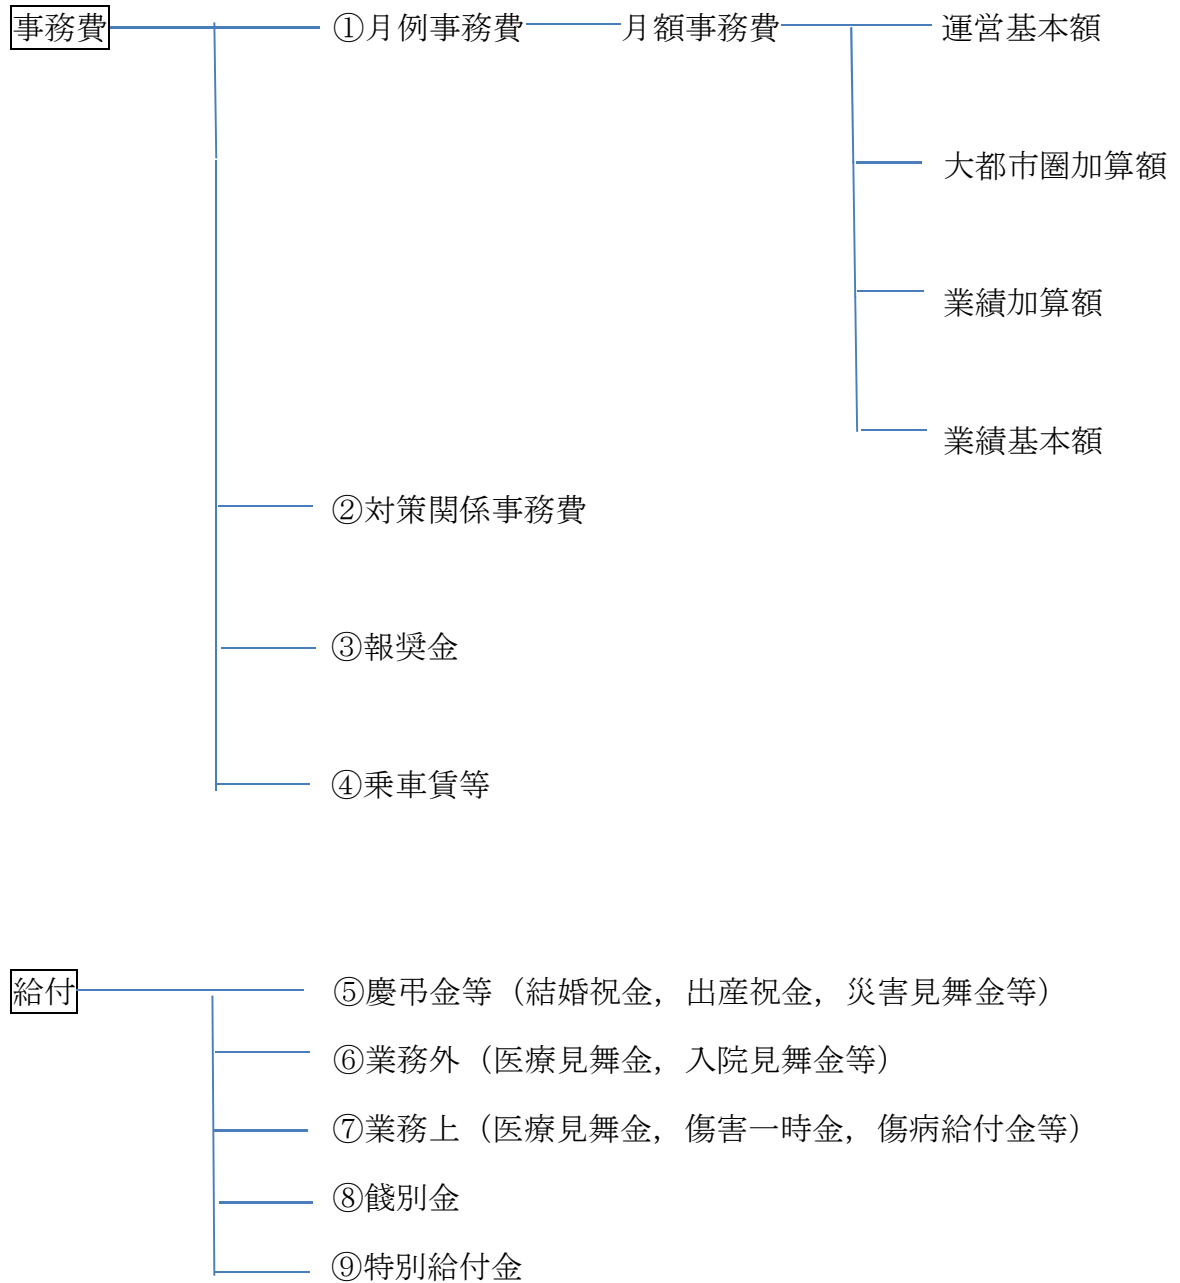 事務費 ①月例事務費 月額事務費 運営基本額
大都市圏加算額
業績加算額
業績基本額
②対策関係事務費
③報奨金
④乗車賃等
給付 ⑤慶弔金等（結婚祝金，出産祝金，災害見舞金等）
⑥業務外（医療見舞金，入院見舞金等）
⑦業務上（医療見舞金，傷害一時金，傷病給付金等）
⑧餞別金
⑨特別給付金